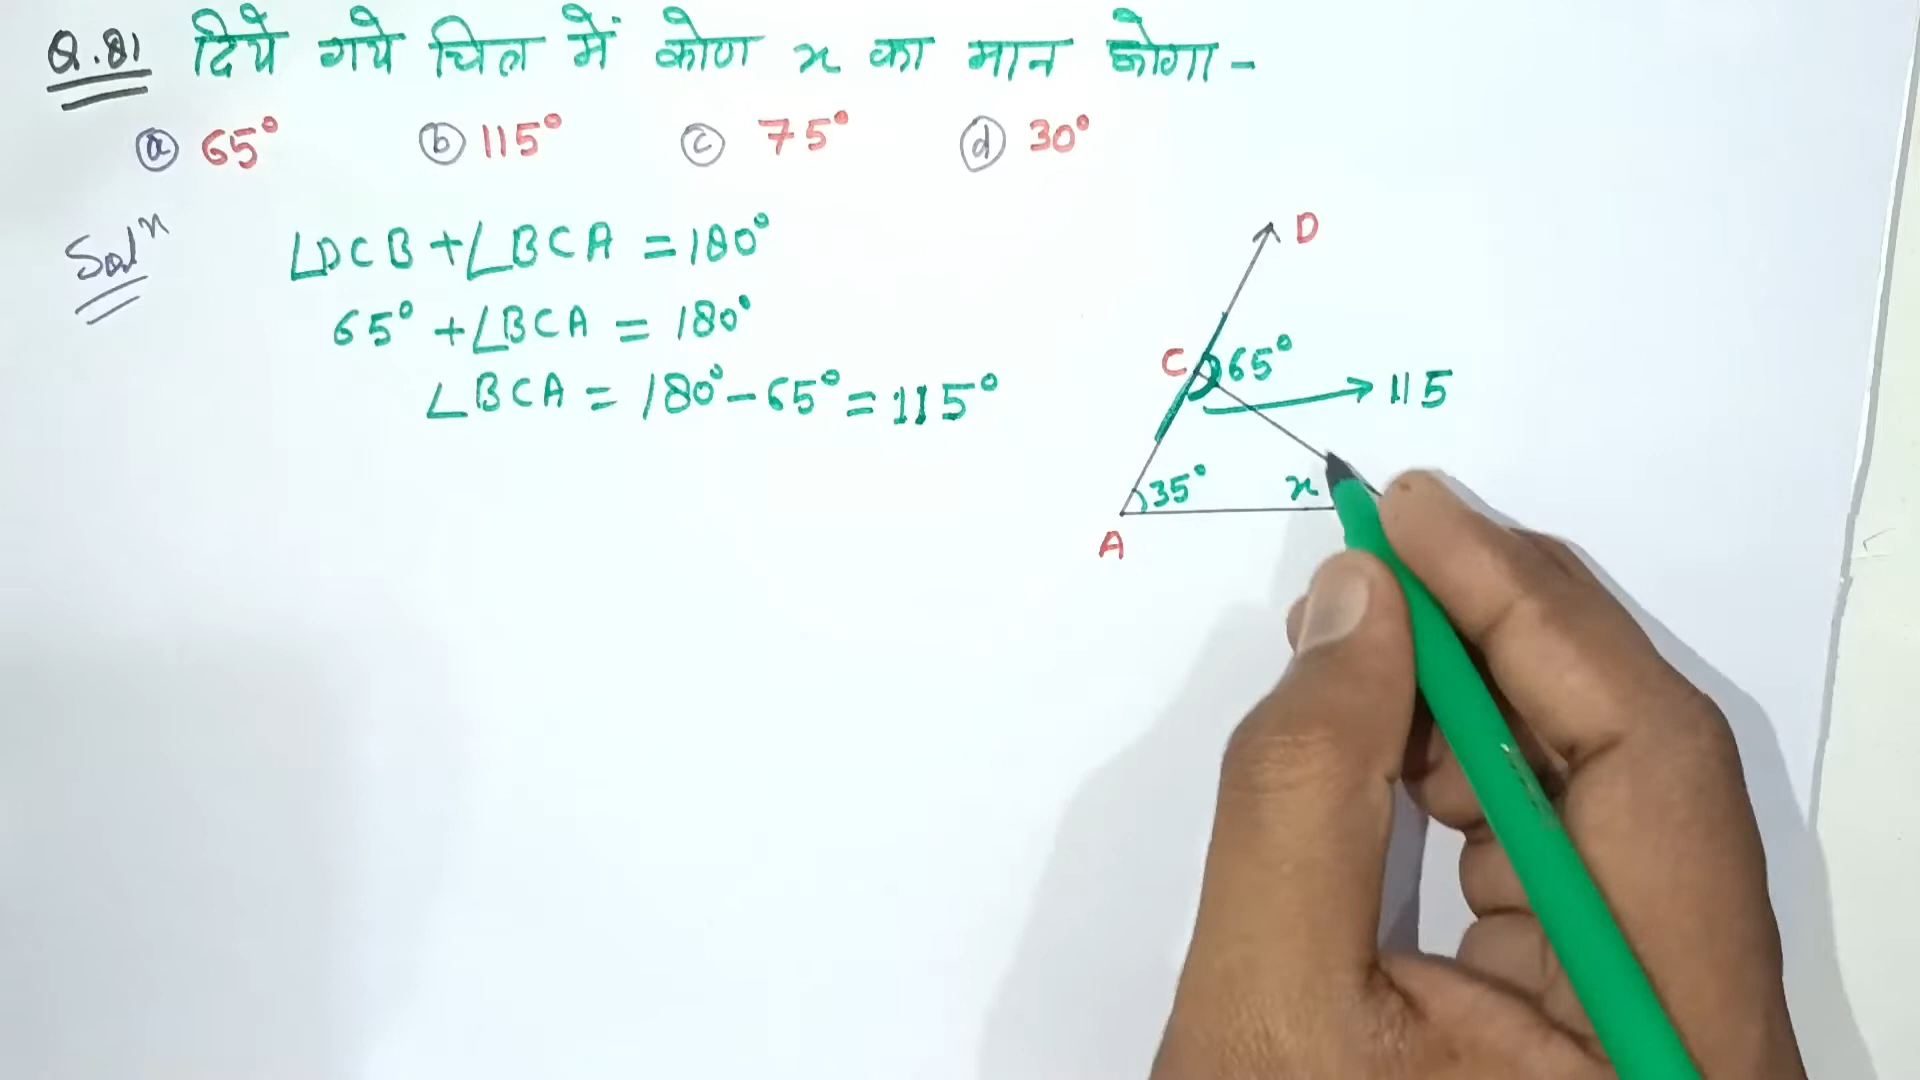 Q.81 दिये गये चित्र में कोण x का मान होगा -
(a) 65° (b) 115° (c) 75° (d) 30°
Solⁿ
∠DCB + ∠BCA = 180°
65° + ∠BCA = 180°
∠BCA = 180° - 65° = 115°
D
C 65°
→ 115
35° x
A